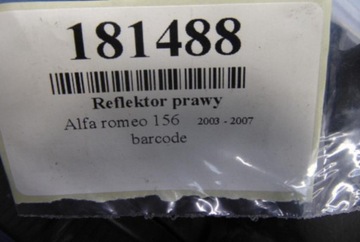 181488
Reflektor prawy
Alfa romeo 156 2003 - 2007
barcode